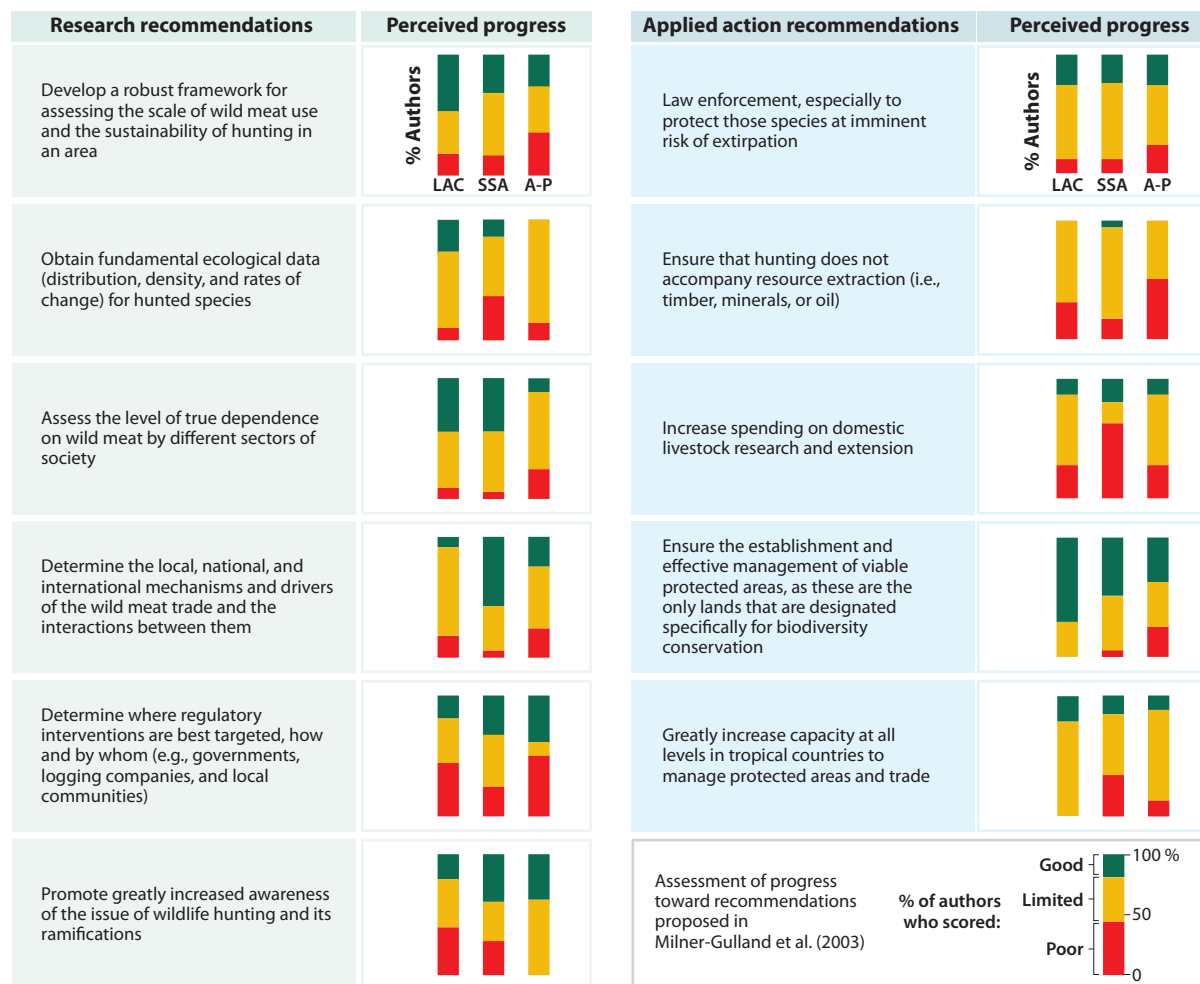 Research recommendations
Perceived progress
Develop a robust framework for
assessing the scale of wild meat use
and the sustainability of hunting in
an area
% Authors
LAC SSA A-P
Obtain fundamental ecological data
(distribution, density, and rates of
change) for hunted species
Assess the level of true dependence
on wild meat by different sectors of
society
Determine the local, national, and
international mechanisms and drivers
of the wild meat trade and the
interactions between them
Determine where regulatory
interventions are best targeted, how
and by whom (e.g., governments,
logging companies, and local
communities)
Promote greatly increased awareness
of the issue of wildlife hunting and its
ramifications
Applied action recommendations
Perceived progress
Law enforcement, especially to
protect those species at imminent
risk of extirpation
% Authors
LAC SSA A-P
Ensure that hunting does not
accompany resource extraction (i.e.,
timber, minerals, or oil)
Increase spending on domestic
livestock research and extension
Ensure the establishment and
effective management of viable
protected areas, as these are the
only lands that are designated
specifically for biodiversity
conservation
Greatly increase capacity at all
levels in tropical countries to
manage protected areas and trade
Assessment of progress
toward recommendations
proposed in
Milner-Gulland et al. (2003)
% of authors
who scored:
Good
Limited
Poor
100 %
50
0